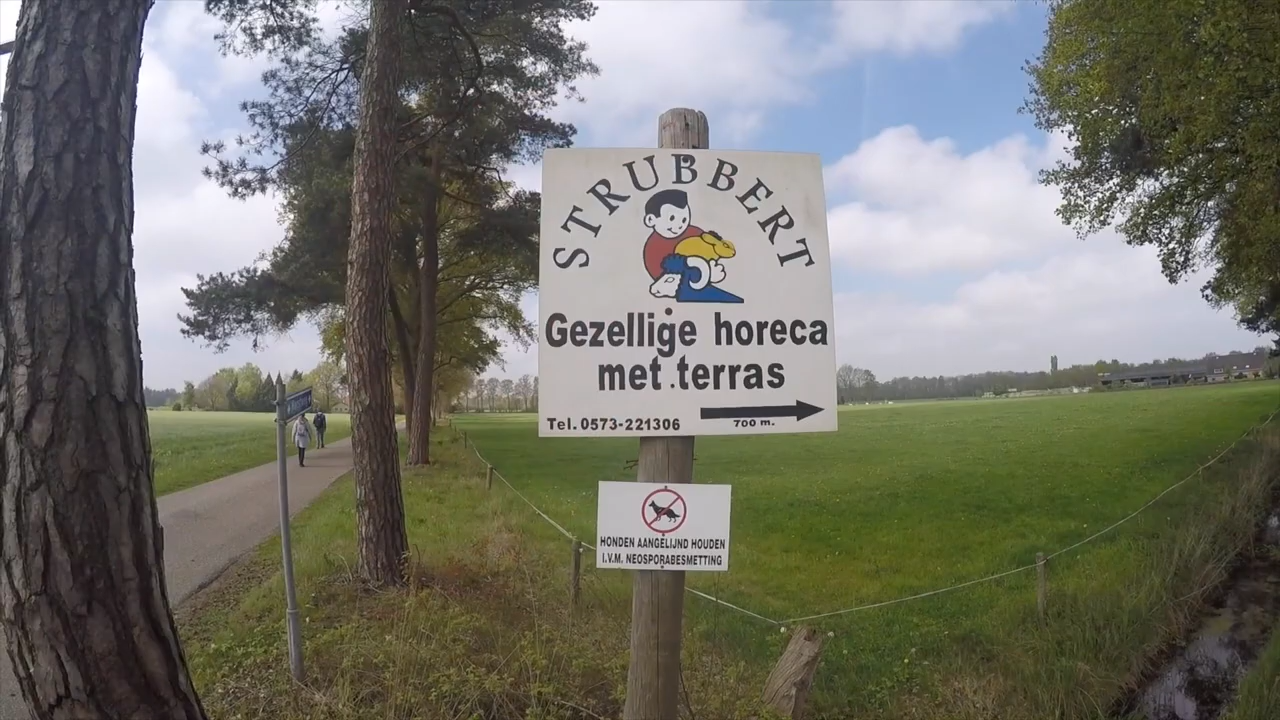 STRUBBERT
Gezellige horeca
met terras
Tel. 0573-221306
700 m.
HONDEN AANGELIJND HOUDEN
I.V.M. NEOSPORABESMETTING